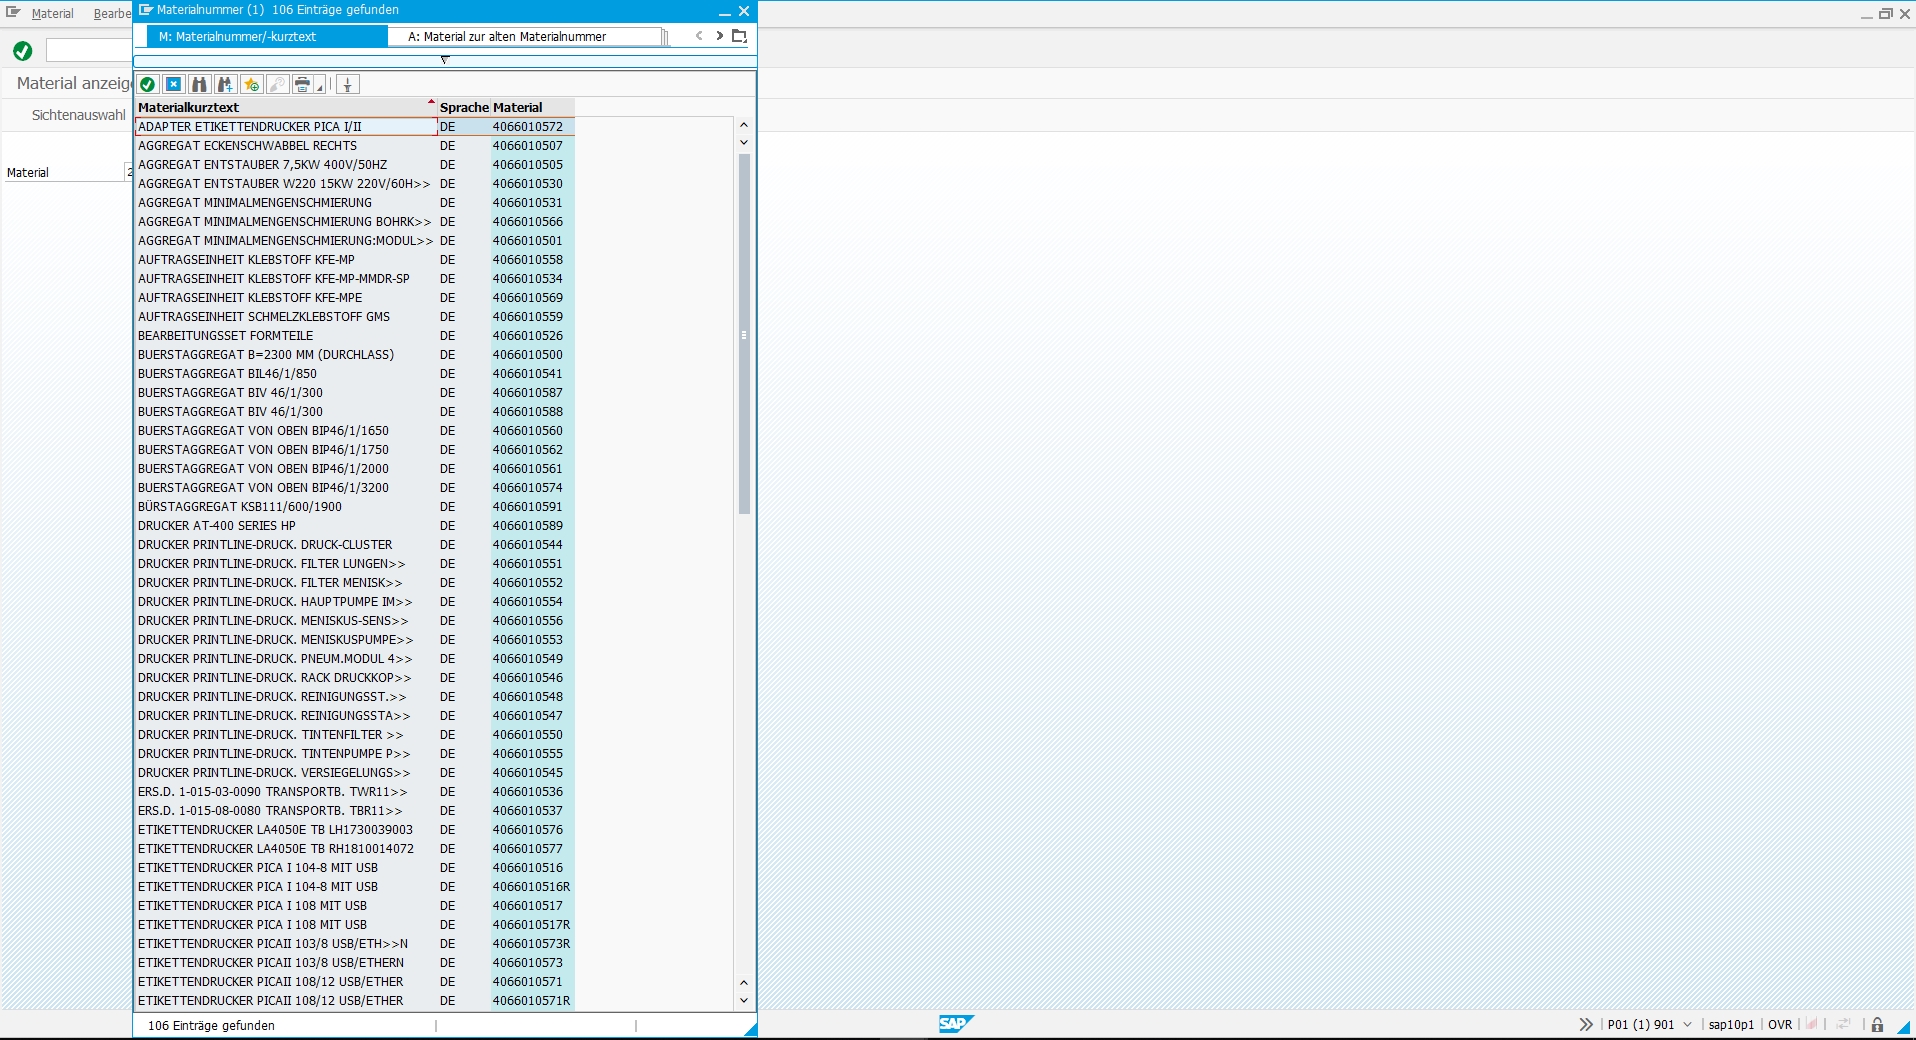 Materialnummer (1)  106 Einträge gefunden
Material Bearbe
M: Materialnummer/-kurztext A: Material zur alten Materialnummer
Material anzeige
Sichtenauswahl
Material 2
Materialkurztext Sprache Material
ADAPTER ETIKETTENDRUCKER PICA I/II DE 4066010572
AGGREGAT ECKENSCHWABBEL RECHTS DE 4066010507
AGGREGAT ENTSTAUBER 7,5KW 400V/50HZ DE 4066010505
AGGREGAT ENTSTAUBER W220 15KW 220V/60H>> DE 4066010530
AGGREGAT MINIMALMENGENSCHMIERUNG DE 4066010531
AGGREGAT MINIMALMENGENSCHMIERUNG BOHRK>> DE 4066010566
AGGREGAT MINIMALMENGENSCHMIERUNG:MODUL>> DE 4066010501
AUFTRAGSEINHEIT KLEBSTOFF KFE-MP DE 4066010558
AUFTRAGSEINHEIT KLEBSTOFF KFE-MP-MMDR-SP DE 4066010534
AUFTRAGSEINHEIT KLEBSTOFF KFE-MPE DE 4066010569
AUFTRAGSEINHEIT SCHMELZKLEBSTOFF GMS DE 4066010559
BEARBEITUNGSSET FORMTEILE DE 4066010526
BUERSTAGGREGAT B=2300 MM (DURCHLASS) DE 4066010500
BUERSTAGGREGAT BIL46/1/850 DE 4066010541
BUERSTAGGREGAT BIV 46/1/300 DE 4066010587
BUERSTAGGREGAT BIV 46/1/300 DE 4066010588
BUERSTAGGREGAT VON OBEN BIP46/1/1650 DE 4066010560
BUERSTAGGREGAT VON OBEN BIP46/1/1750 DE 4066010562
BUERSTAGGREGAT VON OBEN BIP46/1/2000 DE 4066010561
BUERSTAGGREGAT VON OBEN BIP46/1/3200 DE 4066010574
BÜRSTAGGREGAT KSB111/600/1900 DE 4066010591
DRUCKER AT-400 SERIES HP DE 4066010589
DRUCKER PRINTLINE-DRUCK. DRUCK-CLUSTER DE 4066010544
DRUCKER PRINTLINE-DRUCK. FILTER LUNGEN>> DE 4066010551
DRUCKER PRINTLINE-DRUCK. FILTER MENISK>> DE 4066010552
DRUCKER PRINTLINE-DRUCK. HAUPTPUMPE IM>> DE 4066010554
DRUCKER PRINTLINE-DRUCK. MENISKUS-SENS>> DE 4066010556
DRUCKER PRINTLINE-DRUCK. MENISKUSPUMPE>> DE 4066010553
DRUCKER PRINTLINE-DRUCK. PNEUM.MODUL 4>> DE 4066010549
DRUCKER PRINTLINE-DRUCK. RACK DRUCKKOP>> DE 4066010546
DRUCKER PRINTLINE-DRUCK. REINIGUNGSST.>> DE 4066010548
DRUCKER PRINTLINE-DRUCK. REINIGUNGSSTA>> DE 4066010547
DRUCKER PRINTLINE-DRUCK. TINTENFILTER >> DE 4066010550
DRUCKER PRINTLINE-DRUCK. TINTENPUMPE P>> DE 4066010555
DRUCKER PRINTLINE-DRUCK. VERSIEGELUNGS>> DE 4066010545
ERS.D. 1-015-03-0090 TRANSPORTB. TWR11>> DE 4066010536
ERS.D. 1-015-08-0080 TRANSPORTB. TBR11>> DE 4066010537
ETIKETTENDRUCKER LA4050E TB LH1730039003 DE 4066010576
ETIKETTENDRUCKER LA4050E TB RH1810014072 DE 4066010577
ETIKETTENDRUCKER PICA I 104-8 MIT USB DE 4066010516
ETIKETTENDRUCKER PICA I 104-8 MIT USB DE 4066010516R
ETIKETTENDRUCKER PICA I 108 MIT USB DE 4066010517
ETIKETTENDRUCKER PICA I 108 MIT USB DE 4066010517R
ETIKETTENDRUCKER PICAII 103/8 USB/ETH>>N DE 4066010573R
ETIKETTENDRUCKER PICAII 103/8 USB/ETHERN DE 4066010573
ETIKETTENDRUCKER PICAII 108/12 USB/ETHER DE 4066010571
ETIKETTENDRUCKER PICAII 108/12 USB/ETHER DE 4066010571R
106 Einträge gefunden
SAP P01 (1) 901 sap10p1 OVR